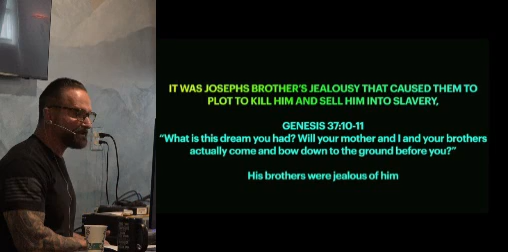 IT WAS JOSEPHS BROTHER'S JEALOUSY THAT CAUSED THEM TO
PLOT TO KILL HIM AND SELL HIM INTO SLAVERY,
GENESIS 37:10-11
"What is this dream you had? Will your mother and I and your brothers
actually come and bow down to the ground before you?"
His brothers were jealous of him